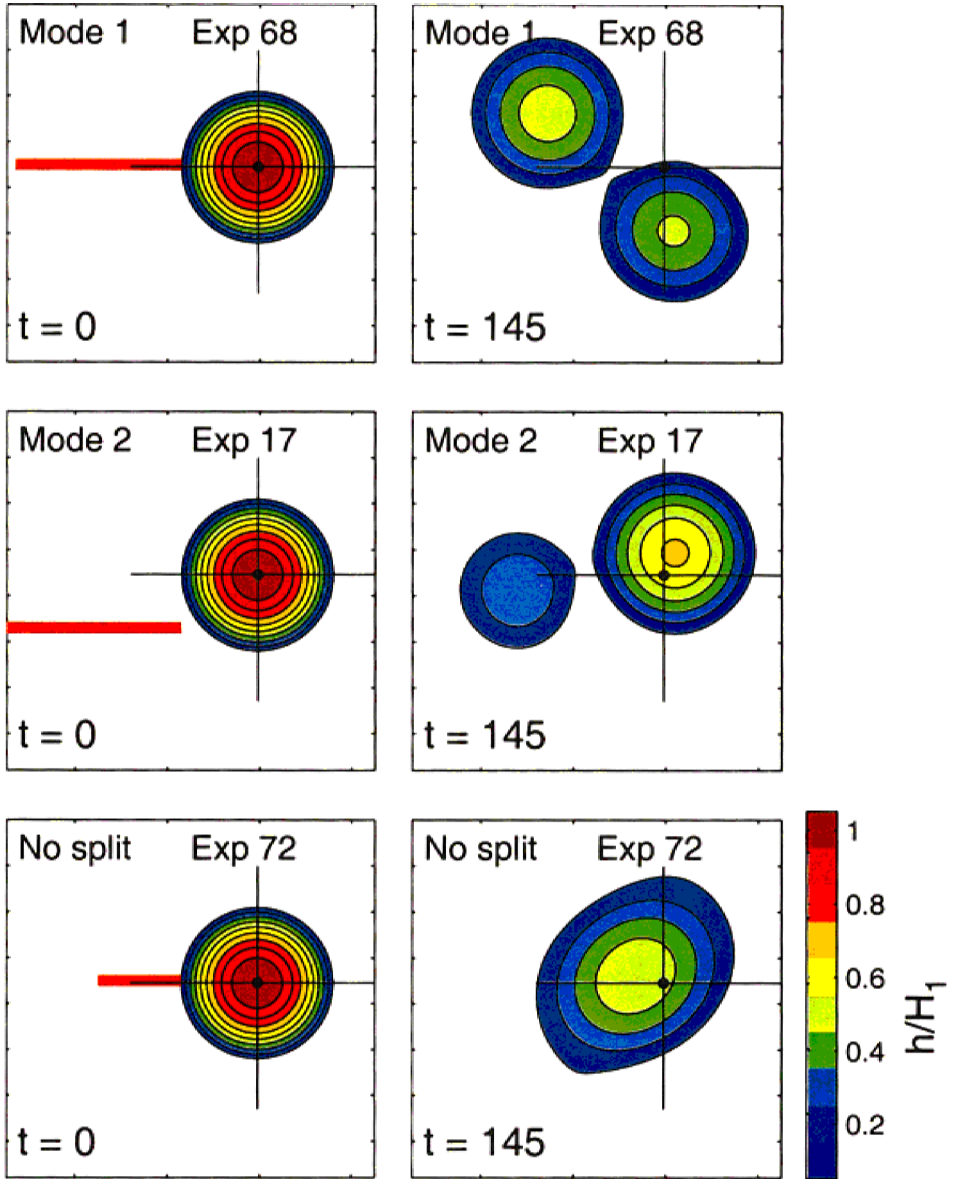 Mode 1 Exp 68
t = 0
Mode 1 Exp 68
t = 145
Mode 2 Exp 17
t = 0
Mode 2 Exp 17
t = 145
No split Exp 72
t = 0
No split Exp 72
t = 145
1
0.8
0.6
0.4
0.2
h/H₁